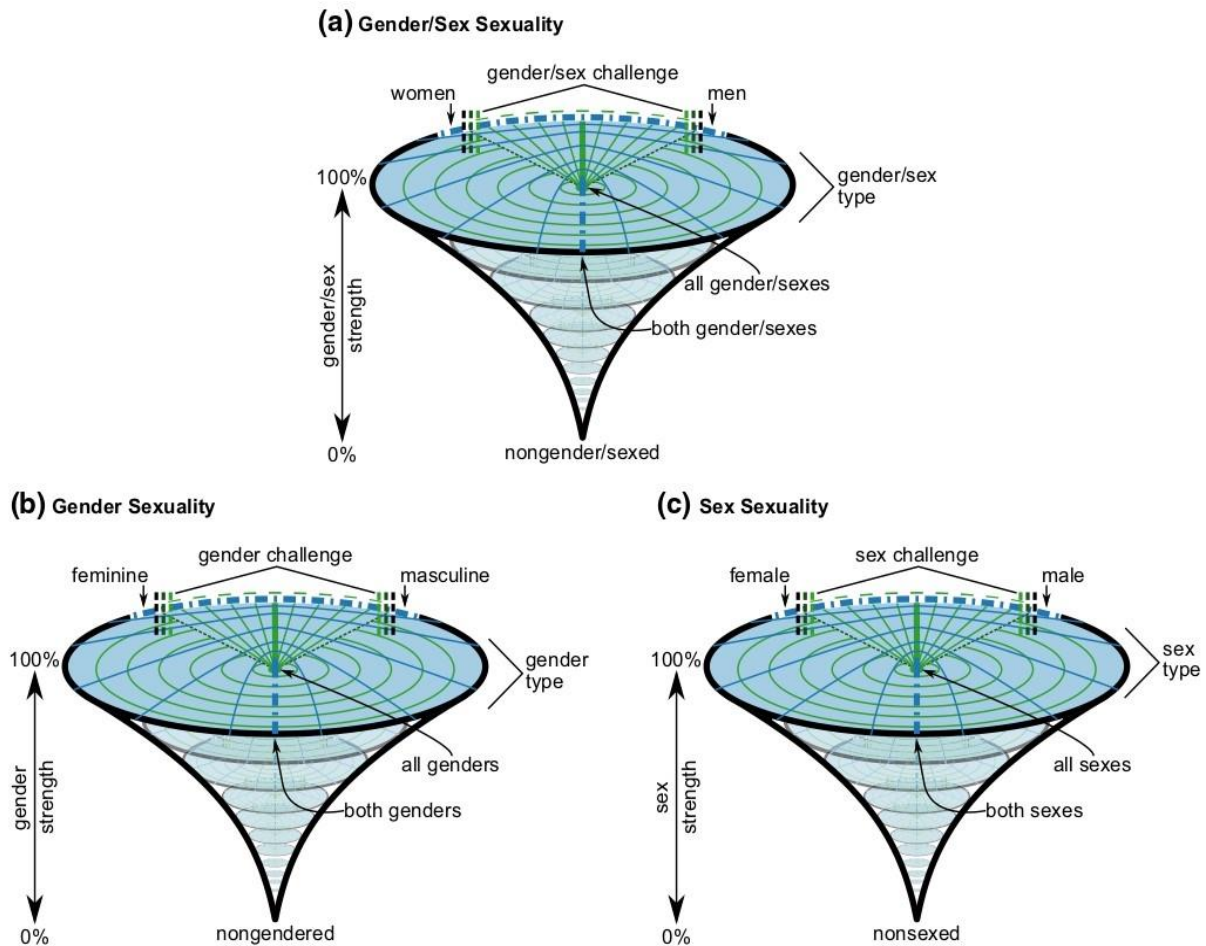 (a) Gender/Sex Sexuality
gender/sex challenge
women
men
100%
gender/sex
type
gender/sex
strength
all gender/sexes
both gender/sexes
0%
nongender/sexed
(b) Gender Sexuality
gender challenge
feminine
masculine
100%
gender
type
gender
strength
all genders
both genders
0%
nongendered
(c) Sex Sexuality
sex challenge
female
male
100%
sex
type
sex
strength
all sexes
both sexes
0%
nonsexed